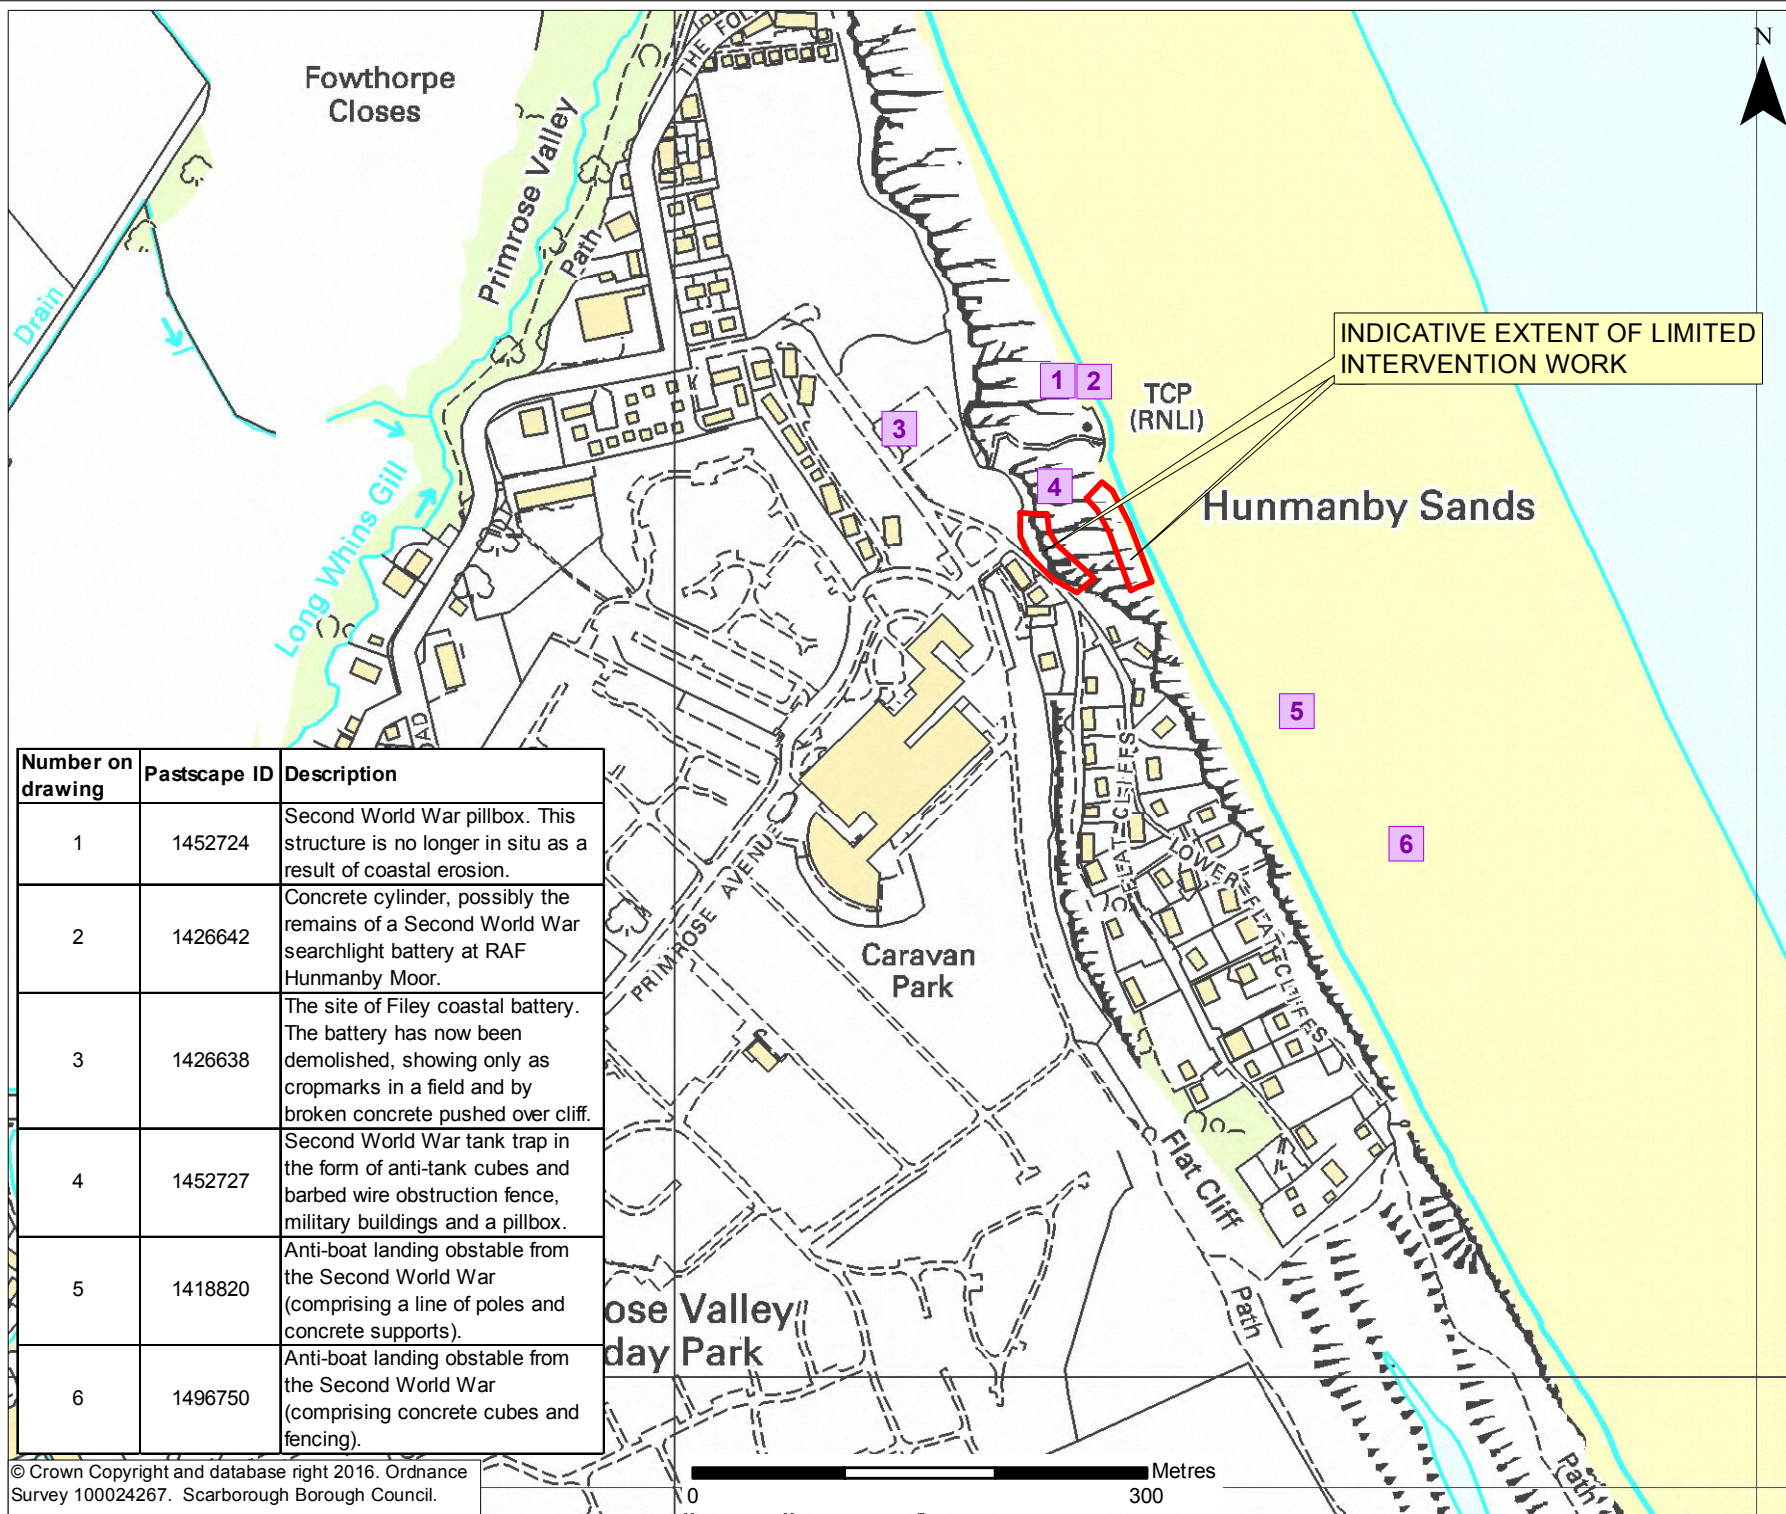 N
Fowthorpe
Closes
THE FOL
Primrose Valley
Path
Drain
Long Whins Gill
INDICATIVE EXTENT OF LIMITED
INTERVENTION WORK
1
2
TCP
(RNLI)
3
4
Hunmanby Sands
5
6
OAD
PRIMROSE AVENUE
FLAT CLIFFS
LOWER FLAT CLIFFS
Caravan
Park
Flat Cliff
Path
Path
ose Valley
day Park
Number on drawing Pastscape ID Description
1 1452724 Second World War pillbox. This
structure is no longer in situ as a
result of coastal erosion.
2 1426642 Concrete cylinder, possibly the
remains of a Second World War
searchlight battery at RAF
Hunmanby Moor.
3 1426638 The site of Filey coastal battery.
The battery has now been
demolished, showing only as
cropmarks in a field and by
broken concrete pushed over cliff.
4 1452727 Second World War tank trap in
the form of anti-tank cubes and
barbed wire obstruction fence,
military buildings and a pillbox.
5 1418820 Anti-boat landing obstable from
the Second World War
(comprising a line of poles and
concrete supports).
6 1496750 Anti-boat landing obstable from
the Second World War
(comprising concrete cubes and
fencing).
© Crown Copyright and database right 2016. Ordnance
Survey 100024267. Scarborough Borough Council.
Metres
0 300